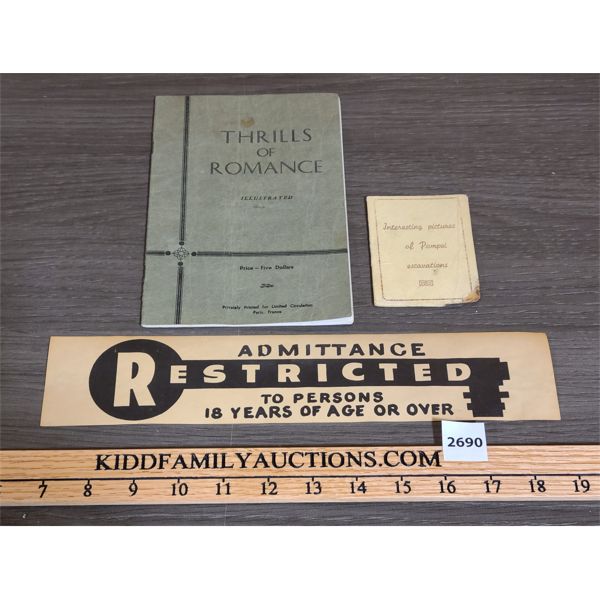 THRILLS
OF
ROMANCE
ILLUSTRATED
Price — Five Dollars
Privately Printed for Limited Circulation
Paris, France
Interesting pictures
of Pompei
escavations
ADMITTANCE
RESTRICTED
TO PERSONS
18 YEARS OF AGE OR OVER
2690
KIDDFAMILYAUCTIONS.COM
7 8 9 10 11 12 13 14 15 16 17 18 19